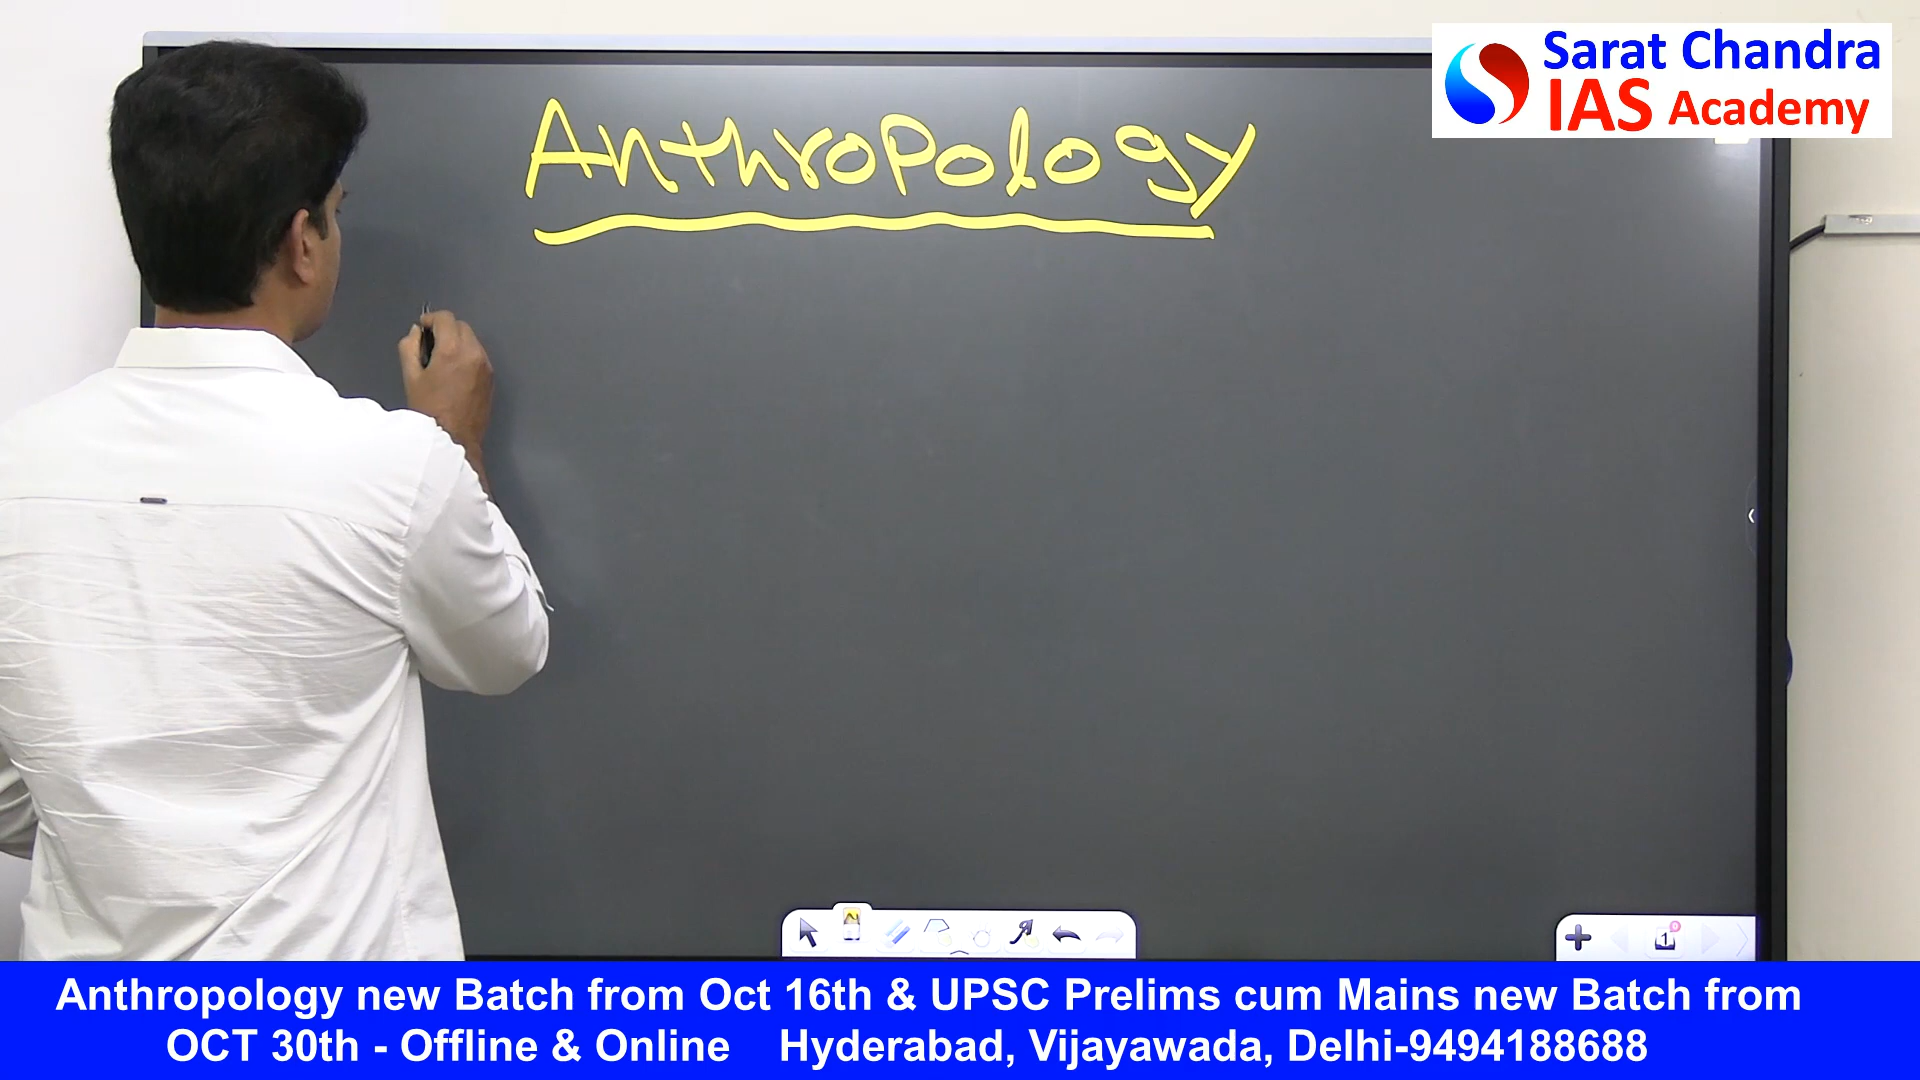 Anthropology
Sarat Chandra
IAS Academy
1
Anthropology new Batch from Oct 16th & UPSC Prelims cum Mains new Batch from
OCT 30th - Offline & Online    Hyderabad, Vijayawada, Delhi-9494188688